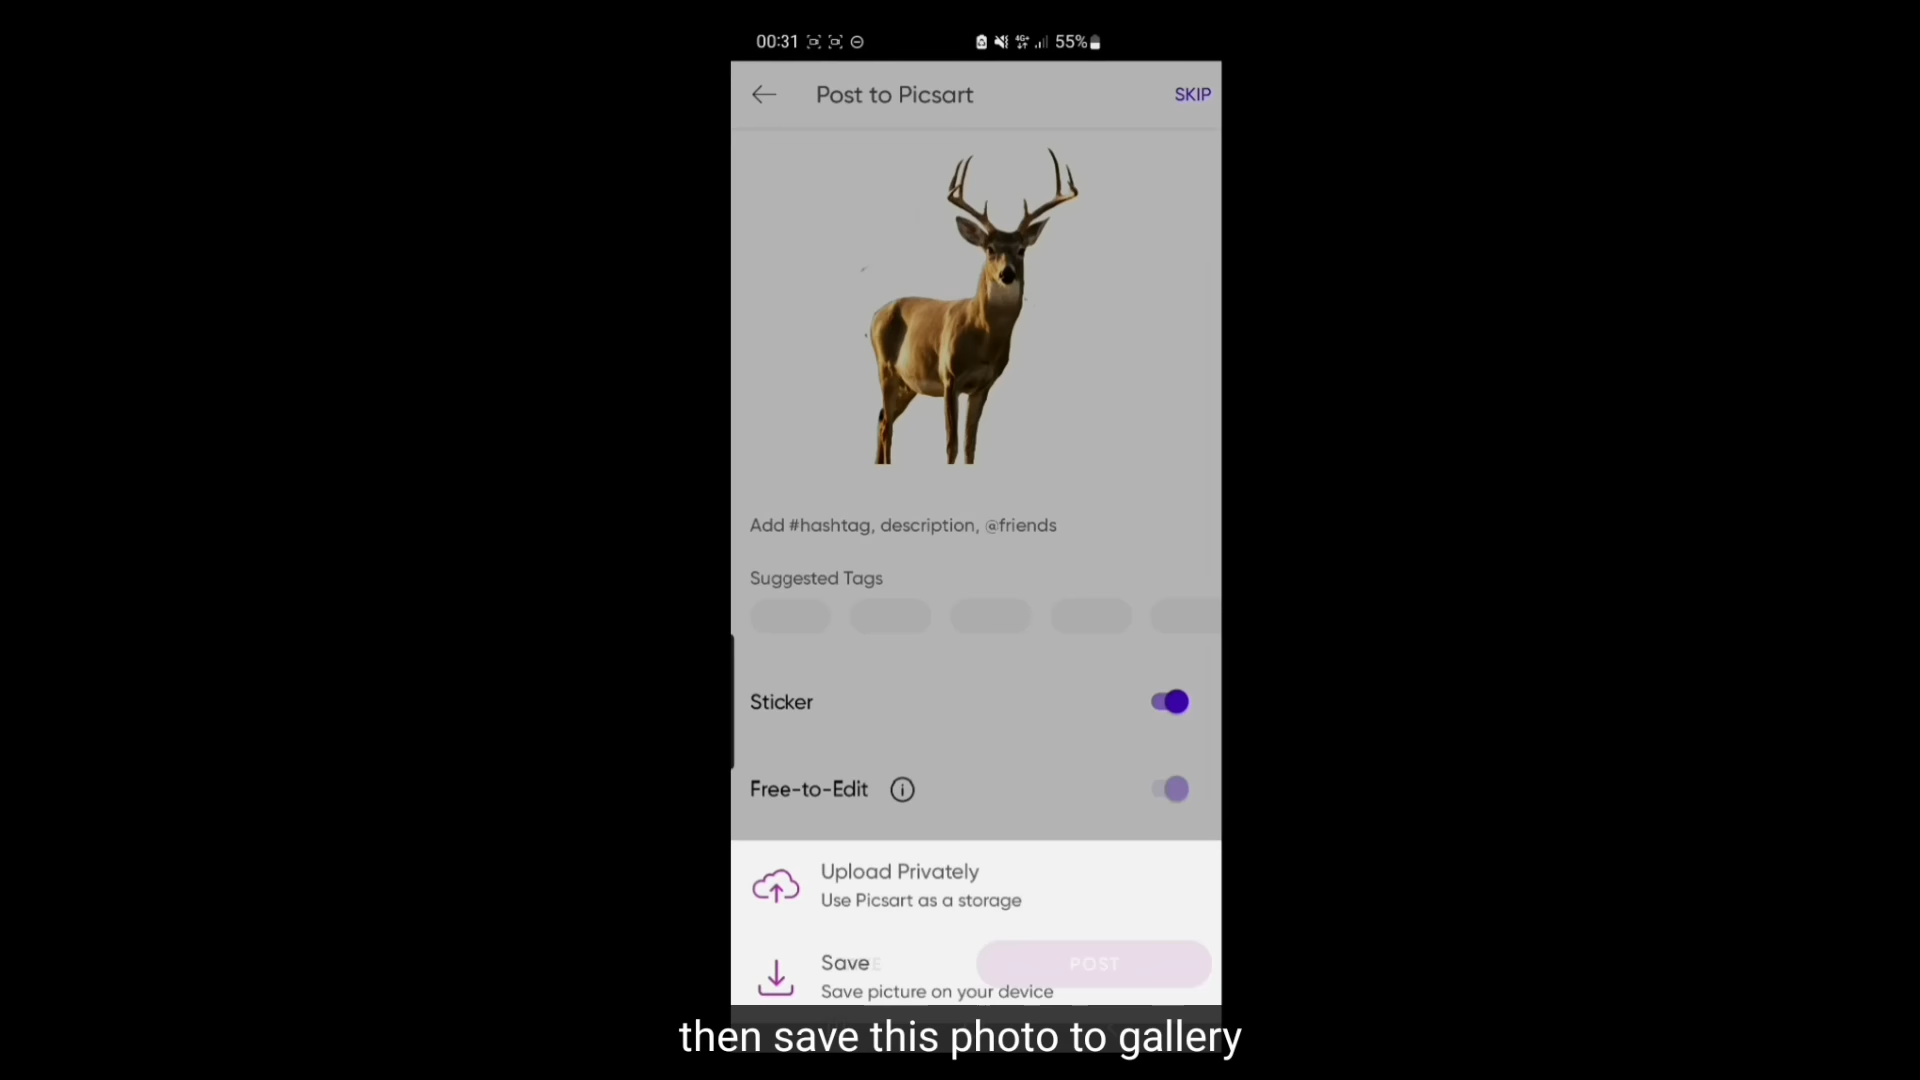 00:31
4G+ 55%
Post to Picsart
SKIP
Add #hashtag, description, @friends
Suggested Tags
Sticker
Free-to-Edit
Upload Privately
Use Picsart as a storage
Save
POST
Save picture on your device
then save this photo to gallery